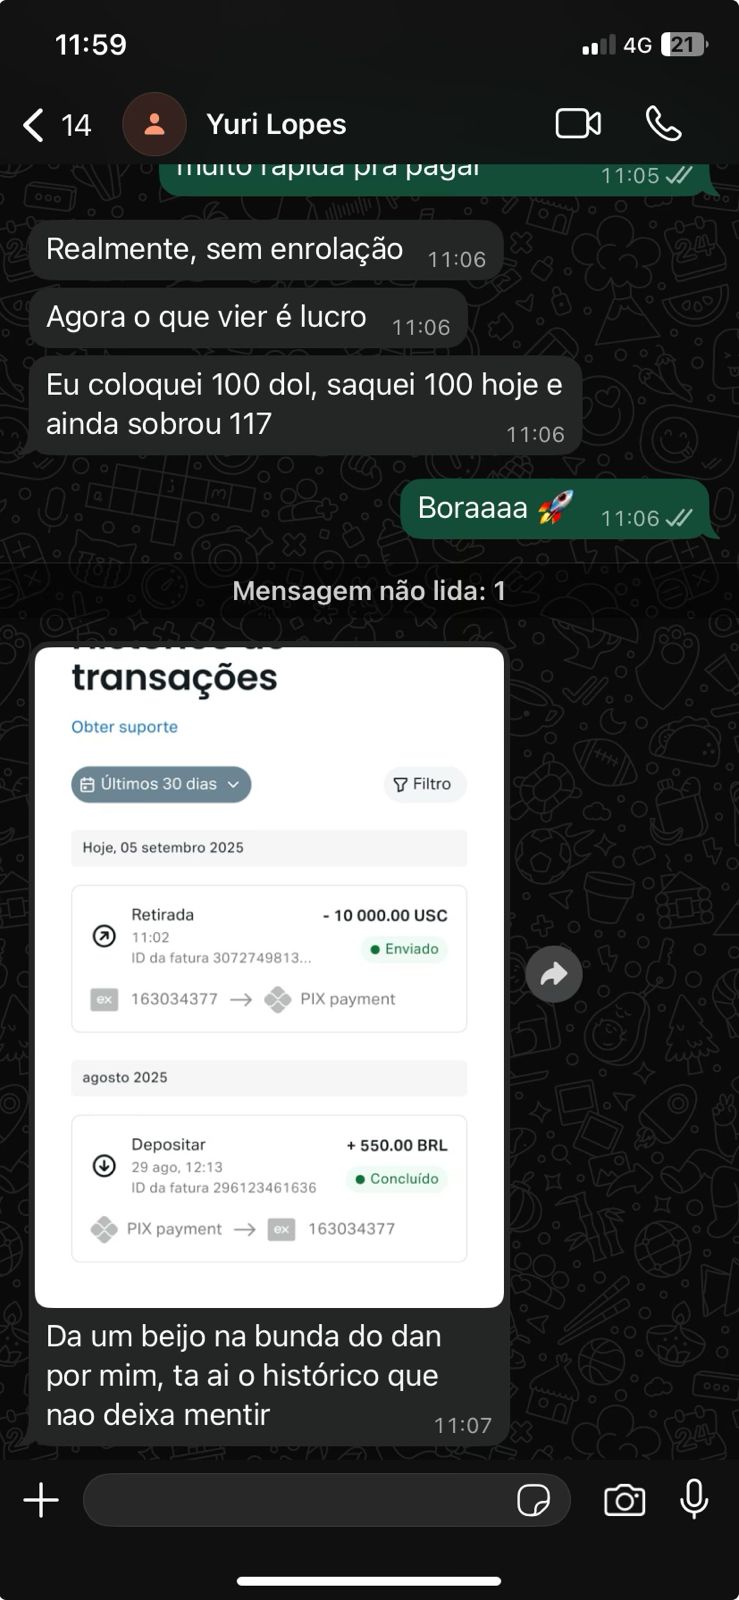 11:59
4G
21
14
Yuri Lopes
muito rápida pra pagar
11:05
Realmente, sem enrolação
11:06
Agora o que vier é lucro
11:06
Eu coloquei 100 dol, saquei 100 hoje e
ainda sobrou 117
11:06
Boraaaa 🚀
11:06
Mensagem não lida: 1
transações
Obter suporte
Últimos 30 dias
Filtro
Hoje, 05 setembro 2025
Retirada
- 10 000.00 USC
11:02
Enviado
ID da fatura 3072749813...
ex
163034377
PIX payment
agosto 2025
Depositar
+ 550.00 BRL
29 ago, 12:13
Concluído
ID da fatura 296123461636
PIX payment
ex
163034377
Da um beijo na bunda do dan
por mim, ta ai o histórico que
nao deixa mentir
11:07